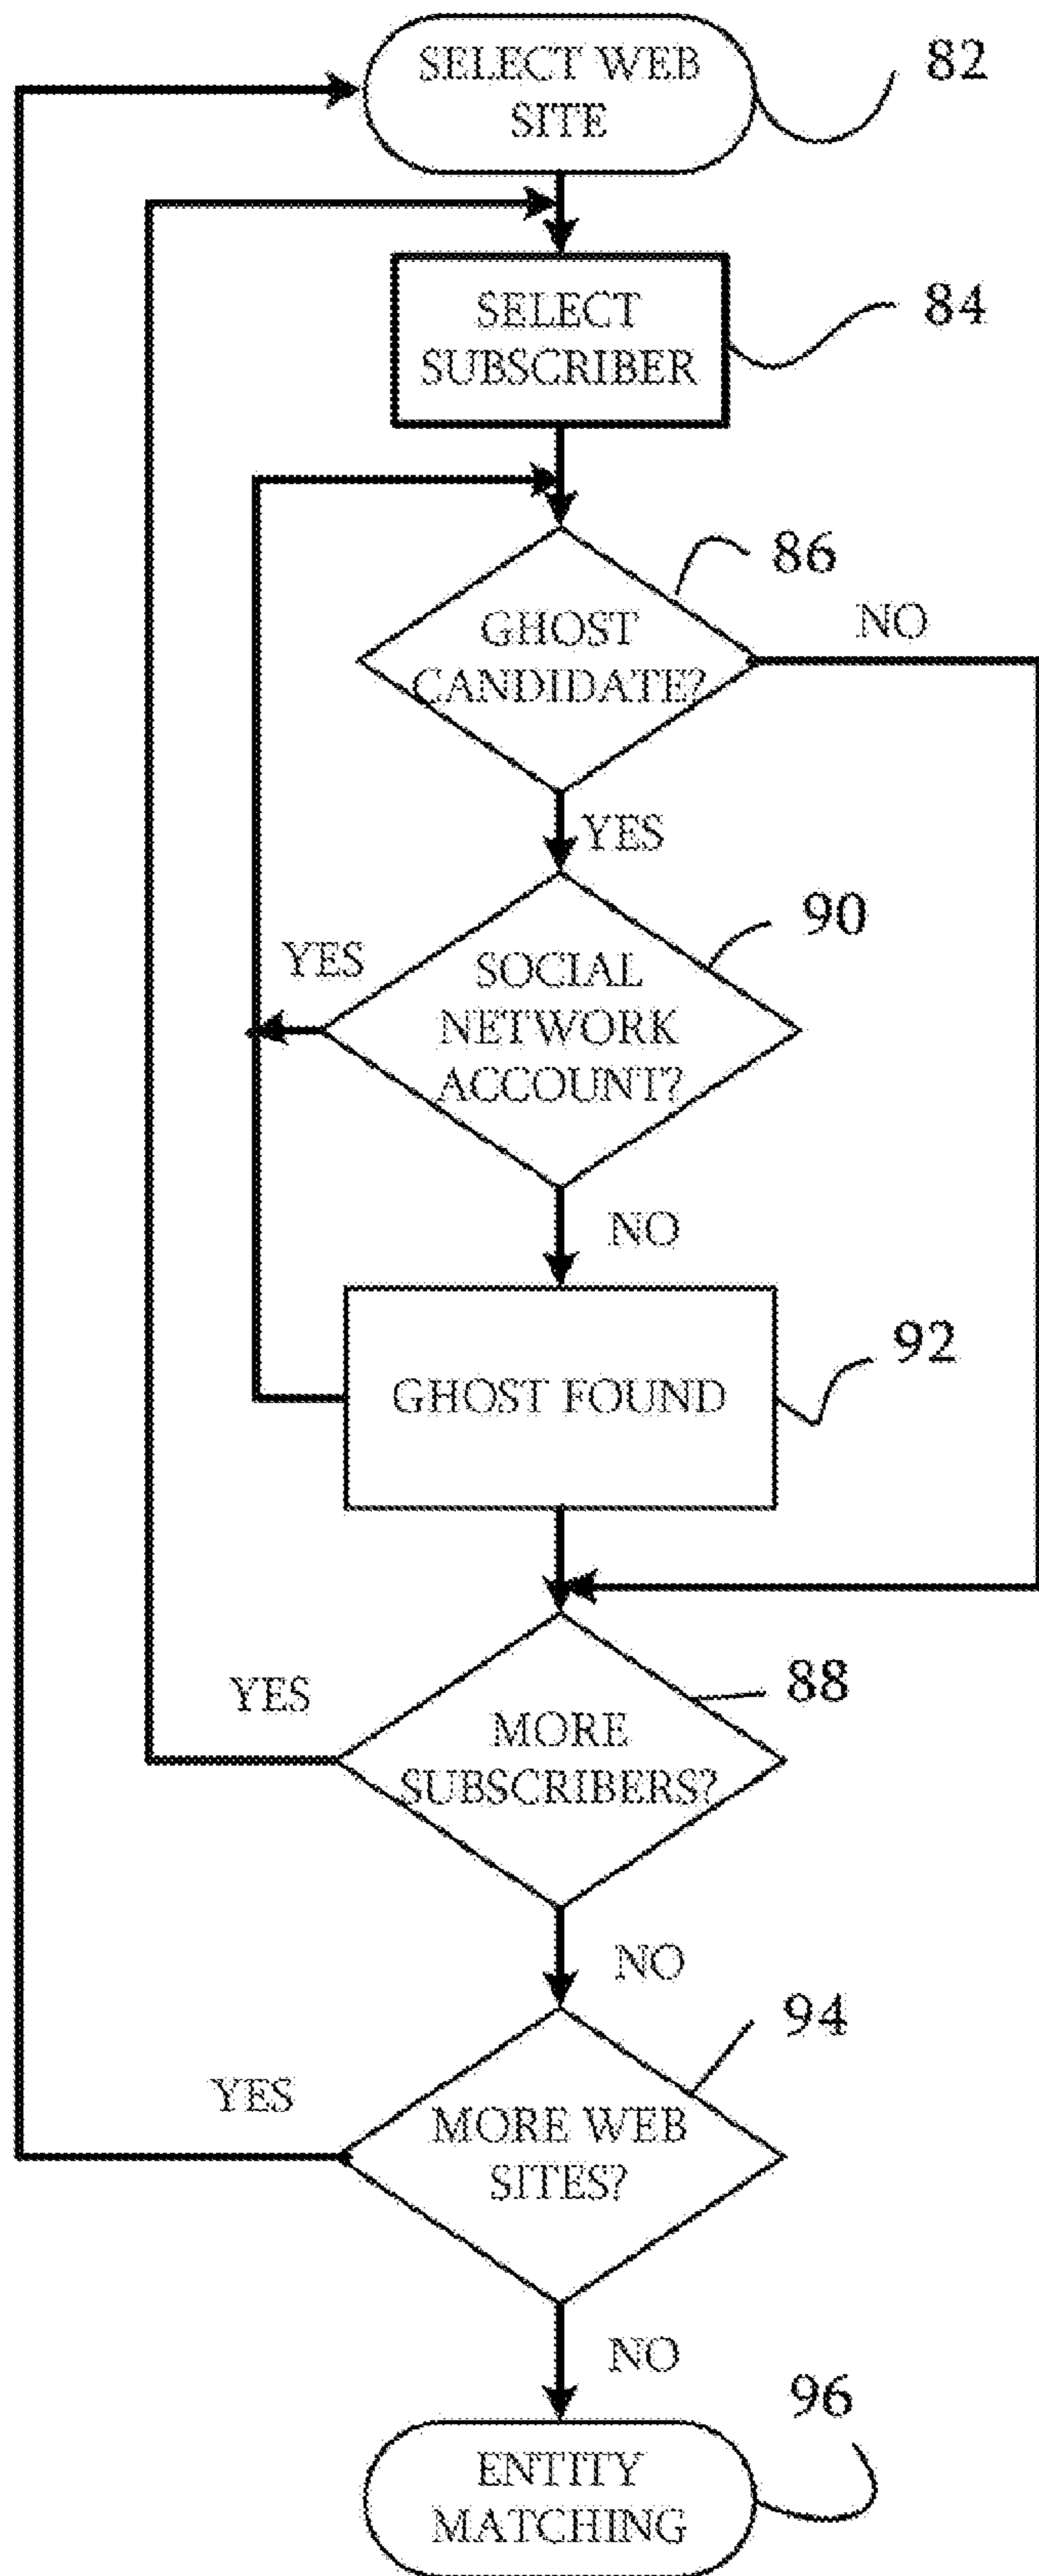 SELECT WEB
SITE
82
SELECT
SUBSCRIBER
84
86
GHOST
CANDIDATE?
NO
YES
90
YES
SOCIAL
NETWORK
ACCOUNT?
NO
92
GHOST FOUND
88
YES
MORE
SUBSCRIBERS?
NO
94
YES
MORE WEB
SITES?
NO
96
ENTITY
MATCHING